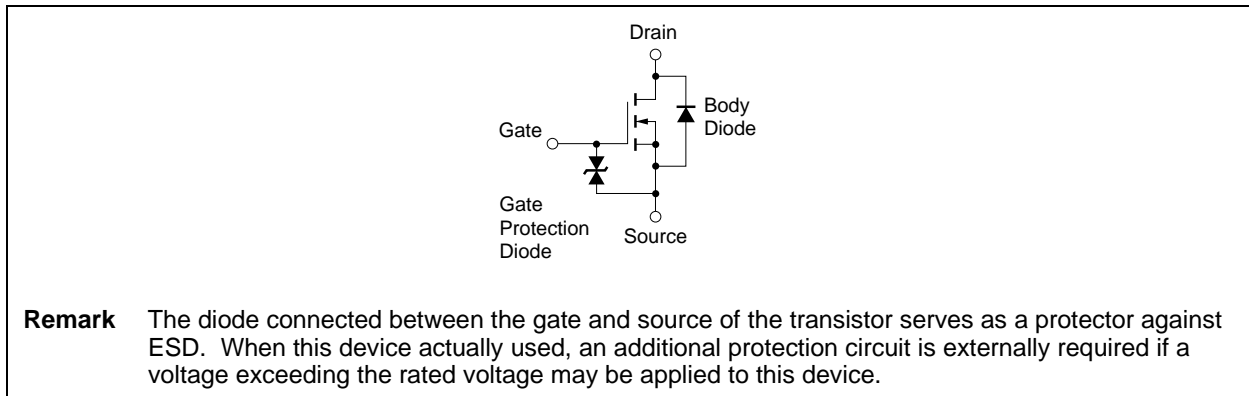 Drain
Body
Diode
Gate
Gate
Protection
Diode
Source
Remark The diode connected between the gate and source of the transistor serves as a protector against
ESD. When this device actually used, an additional protection circuit is externally required if a
voltage exceeding the rated voltage may be applied to this device.